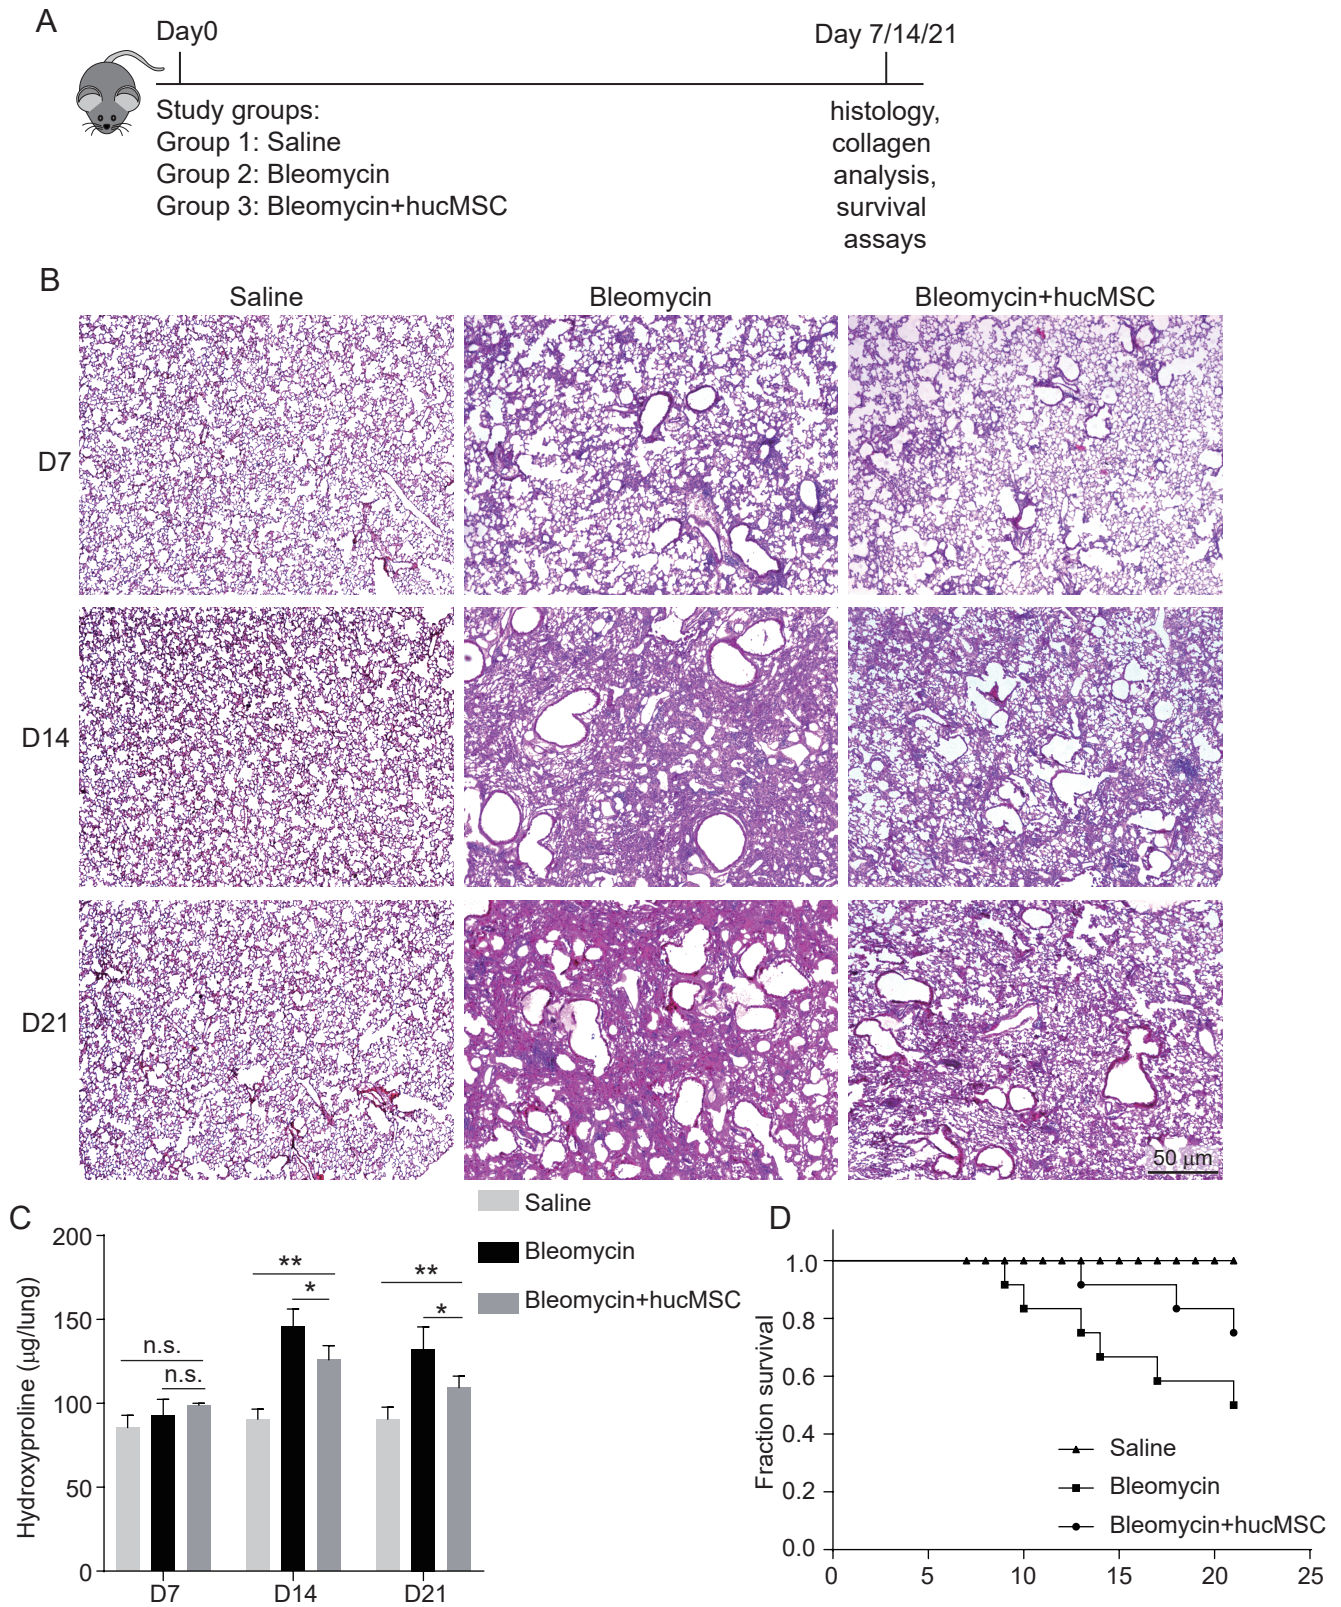 A
Day0
Day 7/14/21
Study groups:
Group 1: Saline
Group 2: Bleomycin
Group 3: Bleomycin+hucMSC
histology,
collagen
analysis,
survival
assays
B
Saline
Bleomycin
Bleomycin+hucMSC
D7
D14
D21
50 μm
C
Saline
Bleomycin
Bleomycin+hucMSC
Hydroxyproline (μg/lung)
200
150
100
50
0
n.s.
n.s.
**
*
**
*
D7
D14
D21
D
Fraction survival
1.0
0.8
0.6
0.4
0.2
0.0
Saline
Bleomycin
Bleomycin+hucMSC
0
5
10
15
20
25